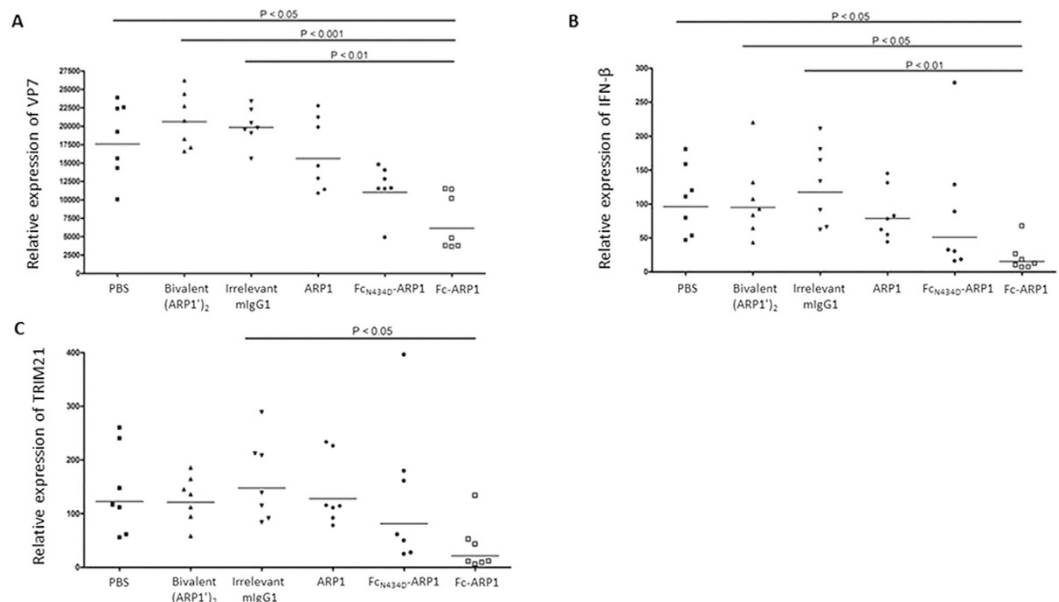 A
P < 0.05
P < 0.001
P < 0.01
Relative expression of VP7
27500
25000
22500
20000
17500
15000
12500
10000
7500
5000
2500
0
PBS
Bivalent
(ARP1')₂
Irrelevant
mIgG1
ARP1
Fc_N434D-ARP1
Fc-ARP1
B
P < 0.05
P < 0.05
P < 0.01
Relative expression of IFN-β
300
250
200
150
100
50
0
PBS
Bivalent
(ARP1')₂
Irrelevant
mIgG1
ARP1
Fc_N434D-ARP1
Fc-ARP1
C
P < 0.05
Relative expression of TRIM21
400
300
200
100
0
PBS
Bivalent
(ARP1')₂
Irrelevant
mIgG1
ARP1
Fc_N434D-ARP1
Fc-ARP1